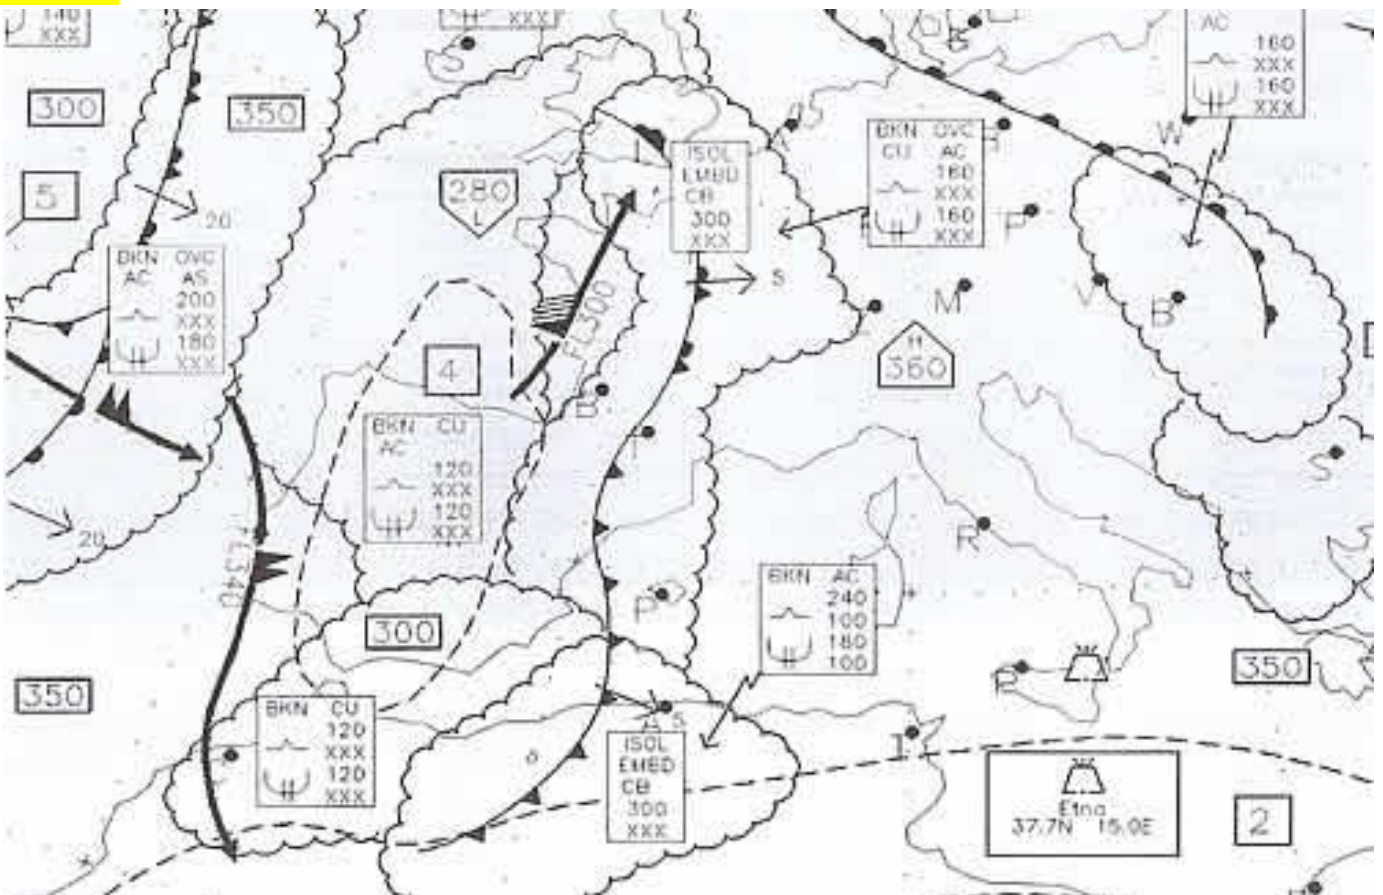 140
XXX
XXX
S
AC
160
XXX
160
XXX
300
350
5
20
280
L
ISOL
EMBD
CB
300
XXX
BKN OVC
CU AC
160
XXX
160
XXX
W
P
BKN OVC
AC AS
200
XXX
180
XXX
5
M
V
B
FL300
H
360
4
B
T
BKN CU
AC
120
XXX
120
XXX
S
20
FL340
R
P
300
BKN AC
240
100
180
100
350
P
350
BKN CU
120
XXX
120
XXX
A 5
ISOL
EMBD
CB
300
XXX
T
Etna
37.7N 15.0E
2